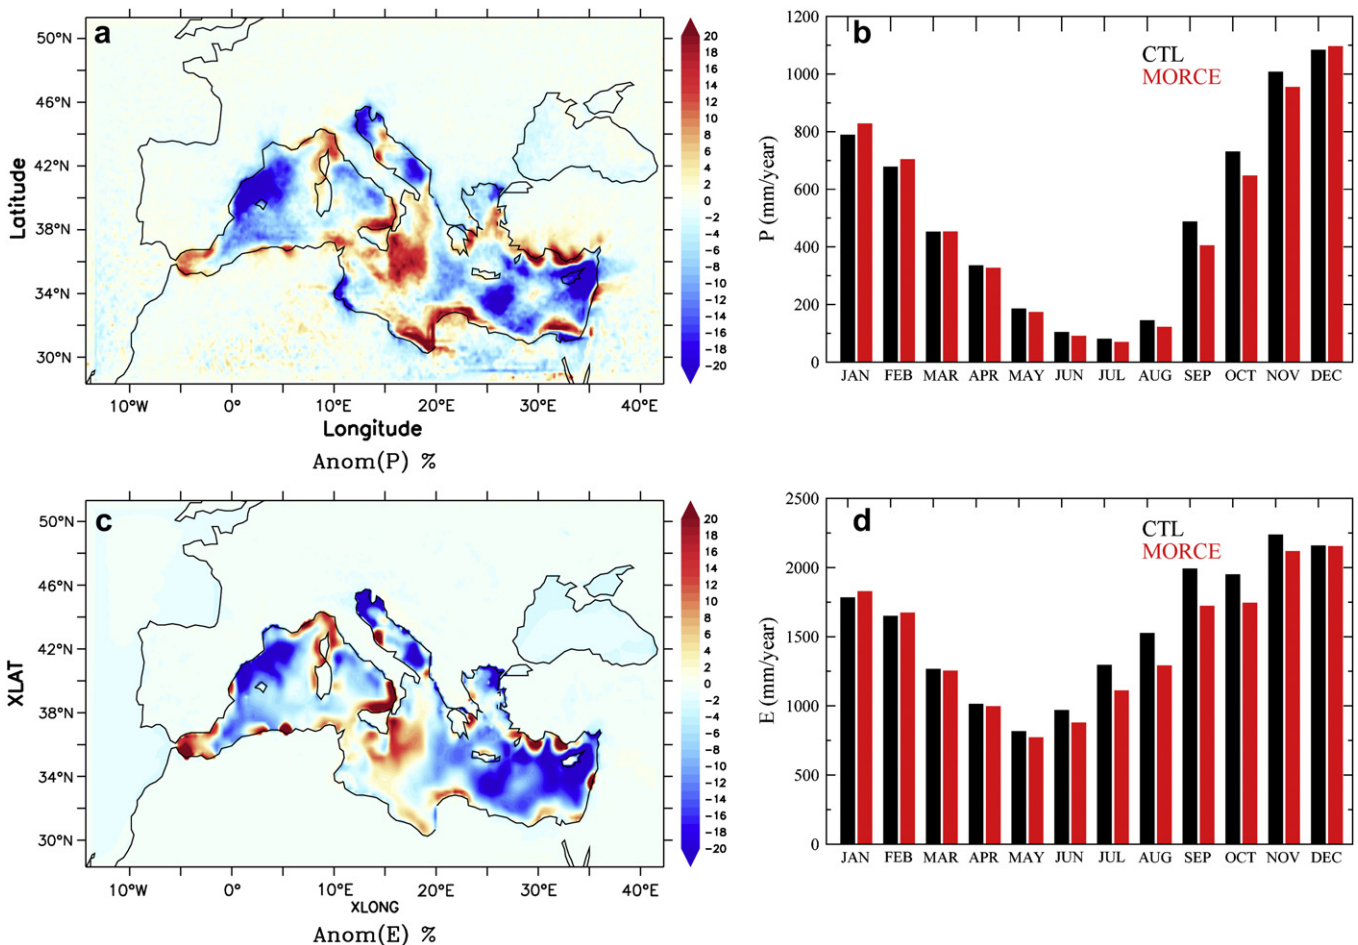 a
50°N
46°N
42°N
38°N
34°N
30°N
Latitude
10°W 0° 10°E 20°E 30°E 40°E
Longitude
Anom(P) %
20
18
16
14
12
10
8
6
4
2
0
−2
−4
−6
−8
−10
−12
−14
−16
−18
−20
b
CTL
MORCE
1200
1000
800
600
400
200
0
P (mm/year)
JAN FEB MAR APR MAY JUN JUL AUG SEP OCT NOV DEC
c
50°N
46°N
42°N
38°N
34°N
30°N
XLAT
10°W 0° 10°E 20°E 30°E 40°E
XLONG
Anom(E) %
20
18
16
14
12
10
8
6
4
2
0
−2
−4
−6
−8
−10
−12
−14
−16
−18
−20
d
CTL
MORCE
2500
2000
1500
1000
500
0
E (mm/year)
JAN FEB MAR APR MAY JUN JUL AUG SEP OCT NOV DEC